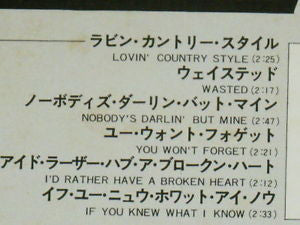 ラビン・カントリー・スタイル
LOVIN' COUNTRY STYLE (2:25)
ウェイステッド
WASTED (2:17)
ノーボディズ・ダーリン・バット・マイン
NOBODY'S DARLIN' BUT MINE (2:47)
ユー・ウォント・フォゲット
YOU WON'T FORGET (2:21)
アイド・ラーザー・ハブ・ア・ブロークン・ハート
I'D RATHER HAVE A BROKEN HEART (2:12)
イフ・ユー・ニュウ・ホワット・アイ・ノウ
IF YOU KNEW WHAT I KNOW (2:33)